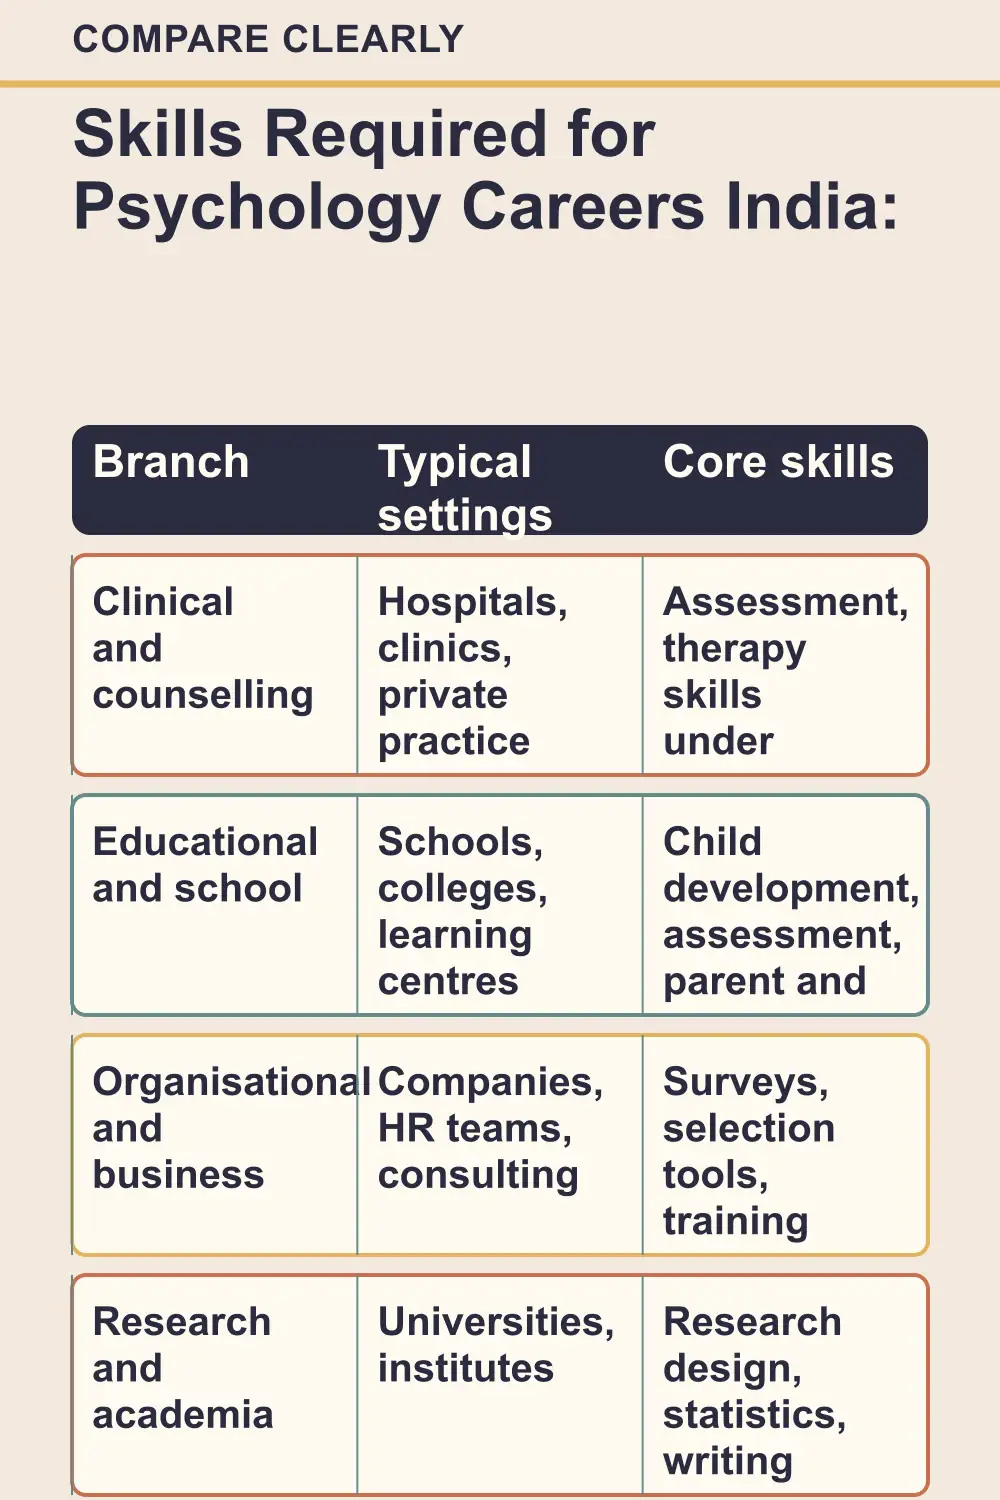 COMPARE CLEARLY
Skills Required for
Psychology Careers India:
Branch
Typical
settings
Core skills
Clinical
and
counselling
Hospitals,
clinics,
private
practice
Assessment,
therapy
skills
under
Educational
and school
Schools,
colleges,
learning
centres
Child
development,
assessment,
parent and
Organisational
and
business
Companies,
HR teams,
consulting
Surveys,
selection
tools,
training
Research
and
academia
Universities,
institutes
Research
design,
statistics,
writing